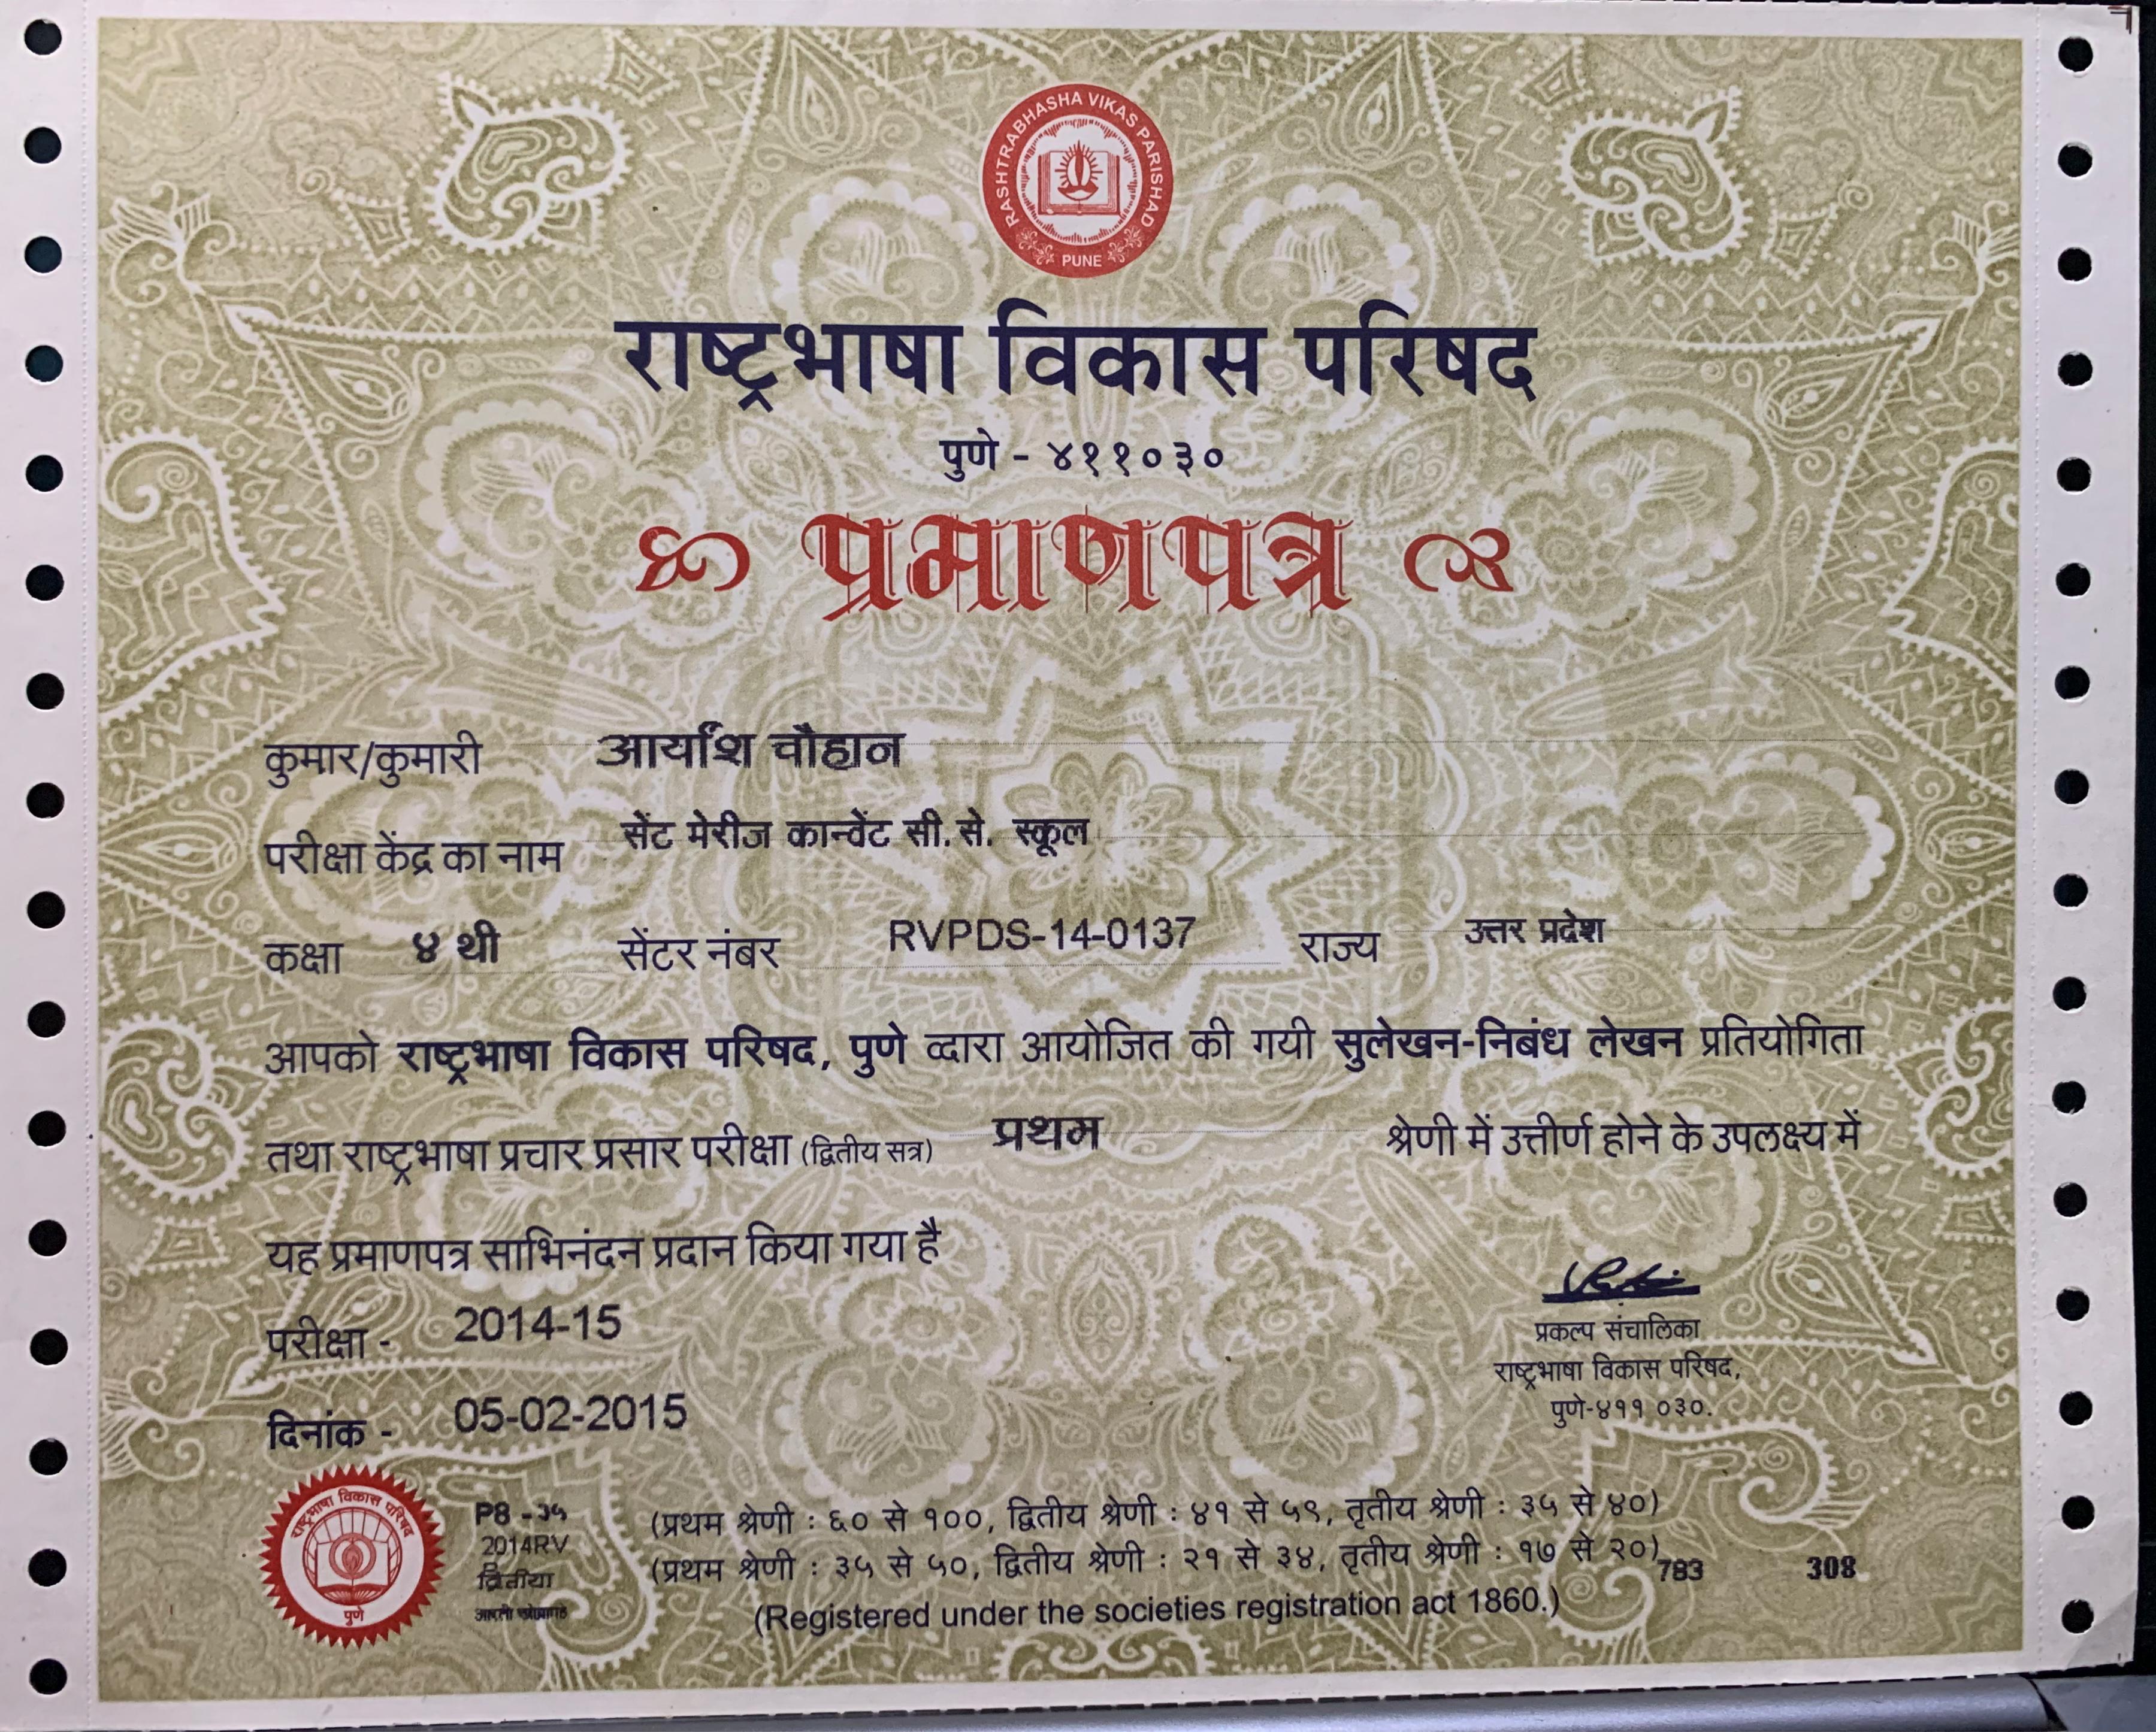 RASHTRABHASHA VIKAS PARISHAD
PUNE
राष्ट्रभाषा विकास परिषद
पुणे - ४११०३०
प्रमाणपत्र
कुमार/कुमारी आर्यांश चौहान
परीक्षा केंद्र का नाम सेंट मेरीज कान्वेंट सी.से. स्कूल
कक्षा ४ थी सेंटर नंबर RVPDS-14-0137 राज्य उत्तर प्रदेश
आपको राष्ट्रभाषा विकास परिषद, पुणे व्दारा आयोजित की गयी सुलेखन-निबंध लेखन प्रतियोगिता
तथा राष्ट्रभाषा प्रचार प्रसार परीक्षा (द्वितीय सत्र) प्रथम श्रेणी में उत्तीर्ण होने के उपलक्ष्य में
यह प्रमाणपत्र साभिनंदन प्रदान किया गया है
परीक्षा - 2014-15
दिनांक - 05-02-2015
प्रकल्प संचालिका
राष्ट्रभाषा विकास परिषद,
पुणे-४११ ०३०.
राष्ट्रभाषा विकास परिषद
पुणे
P8 -३५
2014RV
द्वितीया
(प्रथम श्रेणी : ६० से १००, द्वितीय श्रेणी : ४१ से ५९, तृतीय श्रेणी : ३५ से ४०)
(प्रथम श्रेणी : ३५ से ५०, द्वितीय श्रेणी : २१ से ३४, तृतीय श्रेणी : १७ से २०)
783 308
(Registered under the societies registration act 1860.)